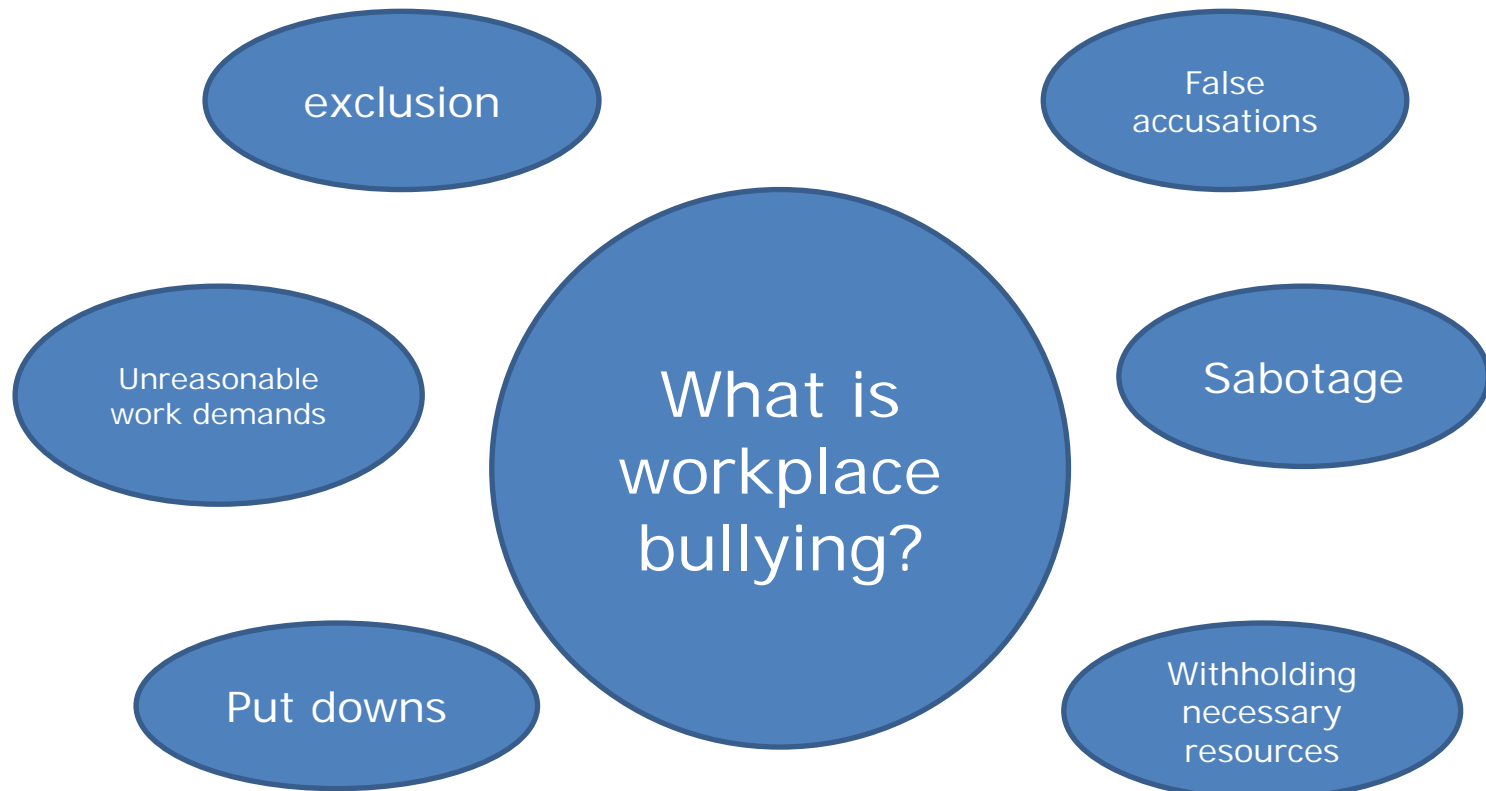 exclusion
False
accusations
Unreasonable
work demands
What is
workplace
bullying?
Sabotage
Put downs
Withholding
necessary
resources